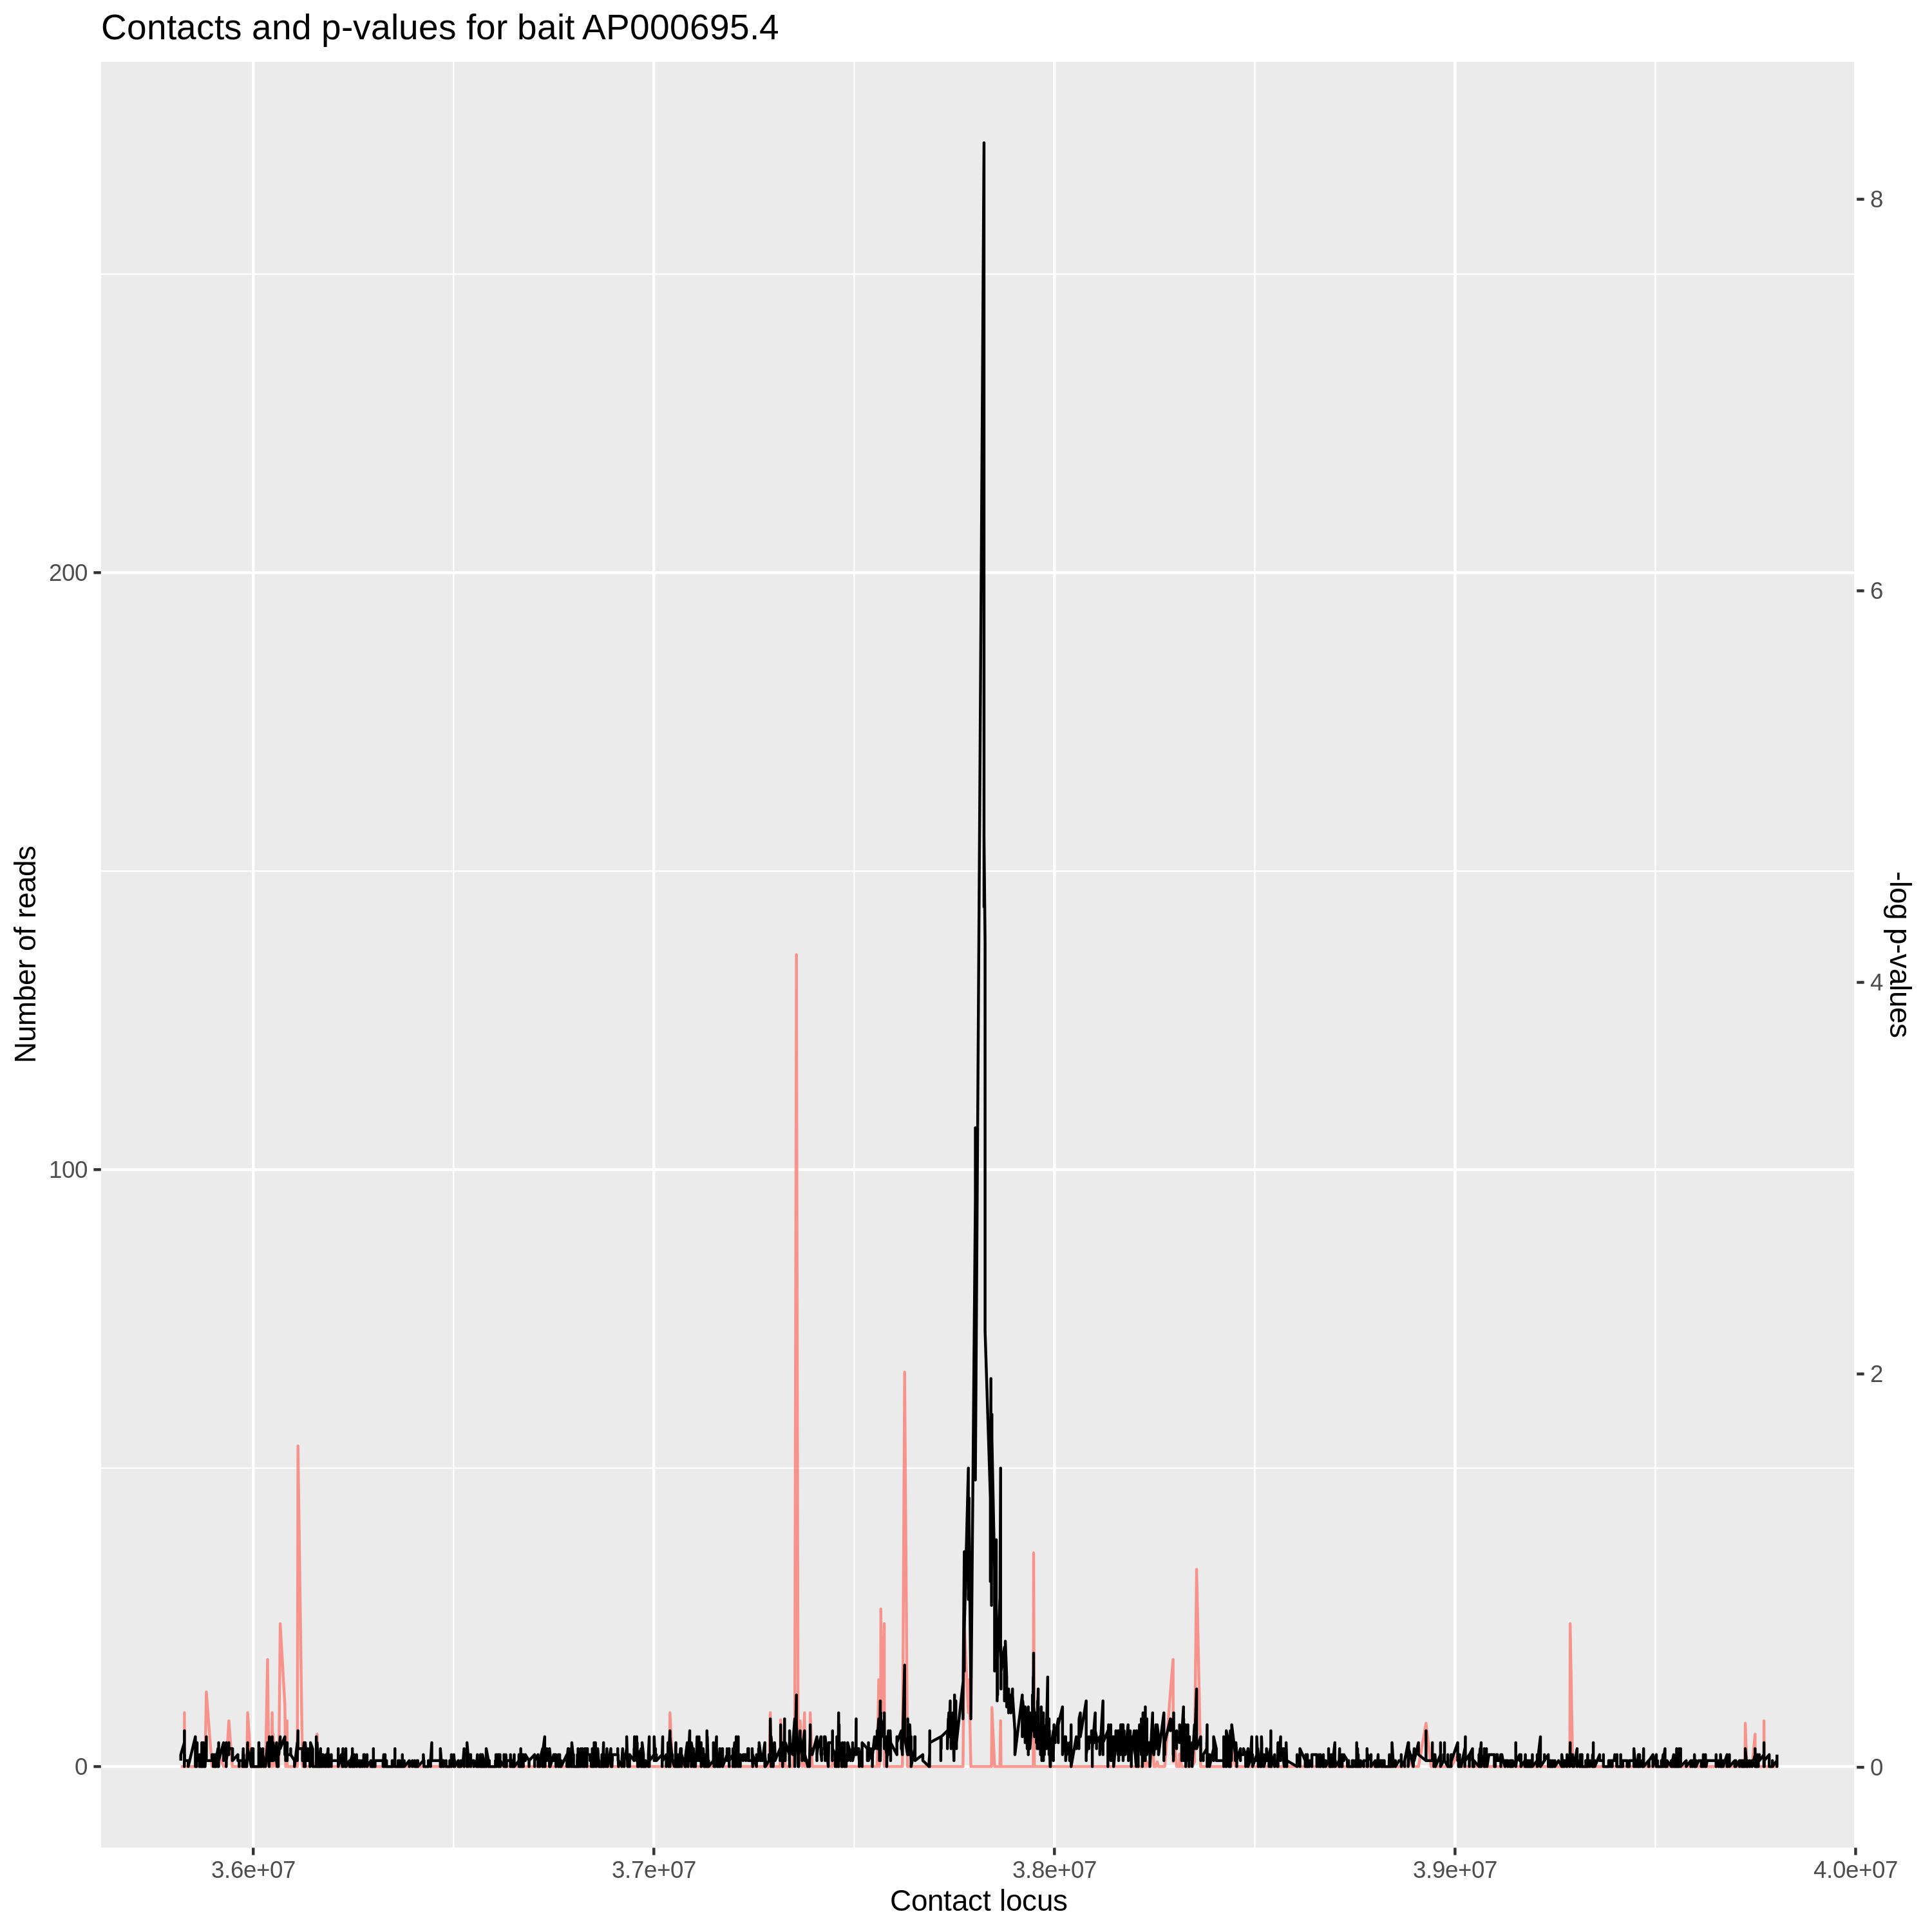 Contacts and p-values for bait AP000695.4
Number of reads
200
100
0
8
6
4
2
0
-log p-values
3.6e+07 3.7e+07 3.8e+07 3.9e+07 4.0e+07
Contact locus